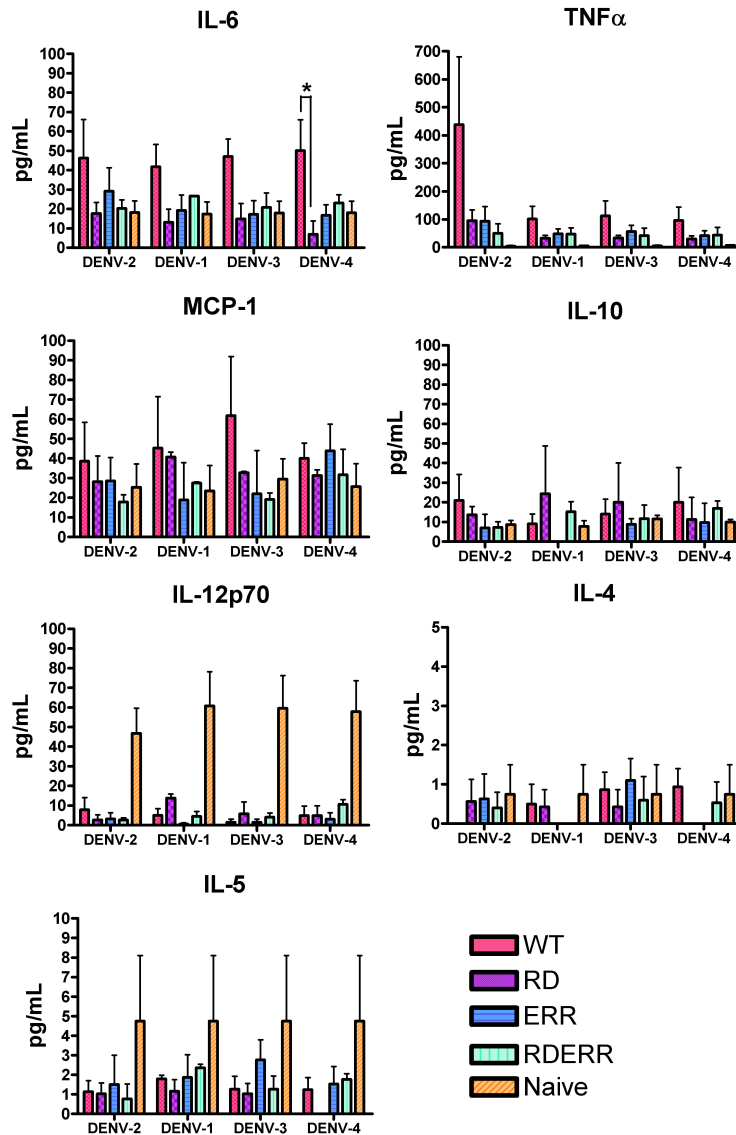 IL-6
TNFα
pg/mL
100
90
80
70
60
50
40
30
20
10
0
*
DENV-2 DENV-1 DENV-3 DENV-4
pg/mL
700
600
500
400
300
200
100
0
DENV-2 DENV-1 DENV-3 DENV-4
MCP-1
IL-10
pg/mL
100
90
80
70
60
50
40
30
20
10
0
DENV-2 DENV-1 DENV-3 DENV-4
pg/mL
100
90
80
70
60
50
40
30
20
10
0
DENV-2 DENV-1 DENV-3 DENV-4
IL-12p70
IL-4
pg/mL
100
90
80
70
60
50
40
30
20
10
0
DENV-2 DENV-1 DENV-3 DENV-4
pg/mL
5
4
3
2
1
0
DENV-2 DENV-1 DENV-3 DENV-4
IL-5
pg/mL
10
9
8
7
6
5
4
3
2
1
0
DENV-2 DENV-1 DENV-3 DENV-4
WT
RD
ERR
RDERR
Naive